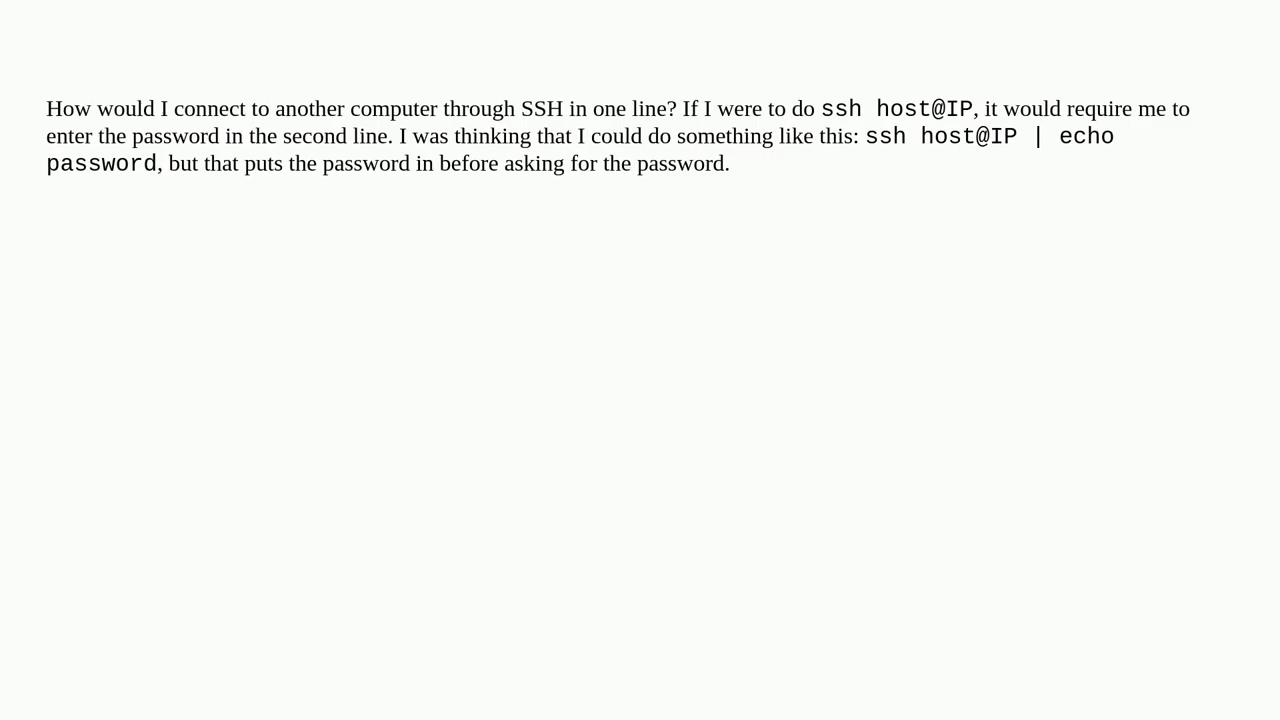 How would I connect to another computer through SSH in one line? If I were to do ssh host@IP, it would require me to
enter the password in the second line. I was thinking that I could do something like this: ssh host@IP | echo
password, but that puts the password in before asking for the password.